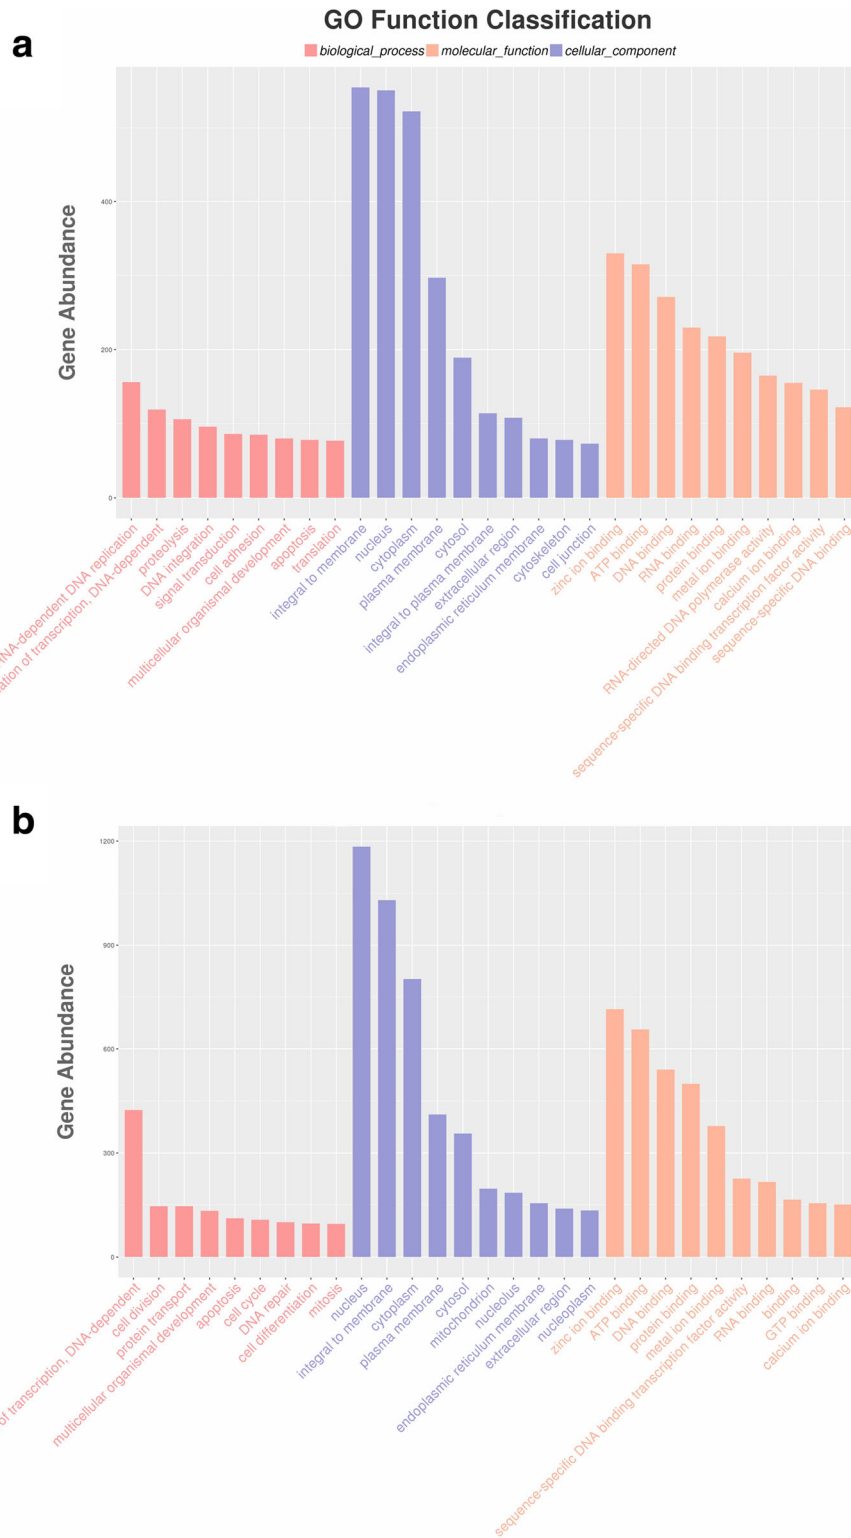 GO Function Classification
a
biological_process molecular_function cellular_component
Gene Abundance
400
200
0
NA-dependent DNA replication
ation of transcription, DNA-dependent
proteolysis
DNA integration
signal transduction
cell adhesion
multicellular organismal development
apoptosis
translation
integral to membrane
nucleus
cytoplasm
plasma membrane
cytosol
integral to plasma membrane
extracellular region
endoplasmic reticulum membrane
cytoskeleton
cell junction
zinc ion binding
ATP binding
DNA binding
RNA binding
protein binding
metal ion binding
RNA-directed DNA polymerase activity
calcium ion binding
sequence-specific DNA binding transcription factor activity
sequence-specific DNA binding
b
Gene Abundance
1200
900
600
300
0
of transcription, DNA-dependent
cell division
protein transport
multicellular organismal development
apoptosis
cell cycle
DNA repair
cell differentiation
mitosis
nucleus
integral to membrane
cytoplasm
plasma membrane
cytosol
mitochondrion
nucleolus
endoplasmic reticulum membrane
extracellular region
nucleoplasm
zinc ion binding
ATP binding
DNA binding
protein binding
metal ion binding
sequence-specific DNA binding transcription factor activity
RNA binding
binding
GTP binding
calcium ion binding